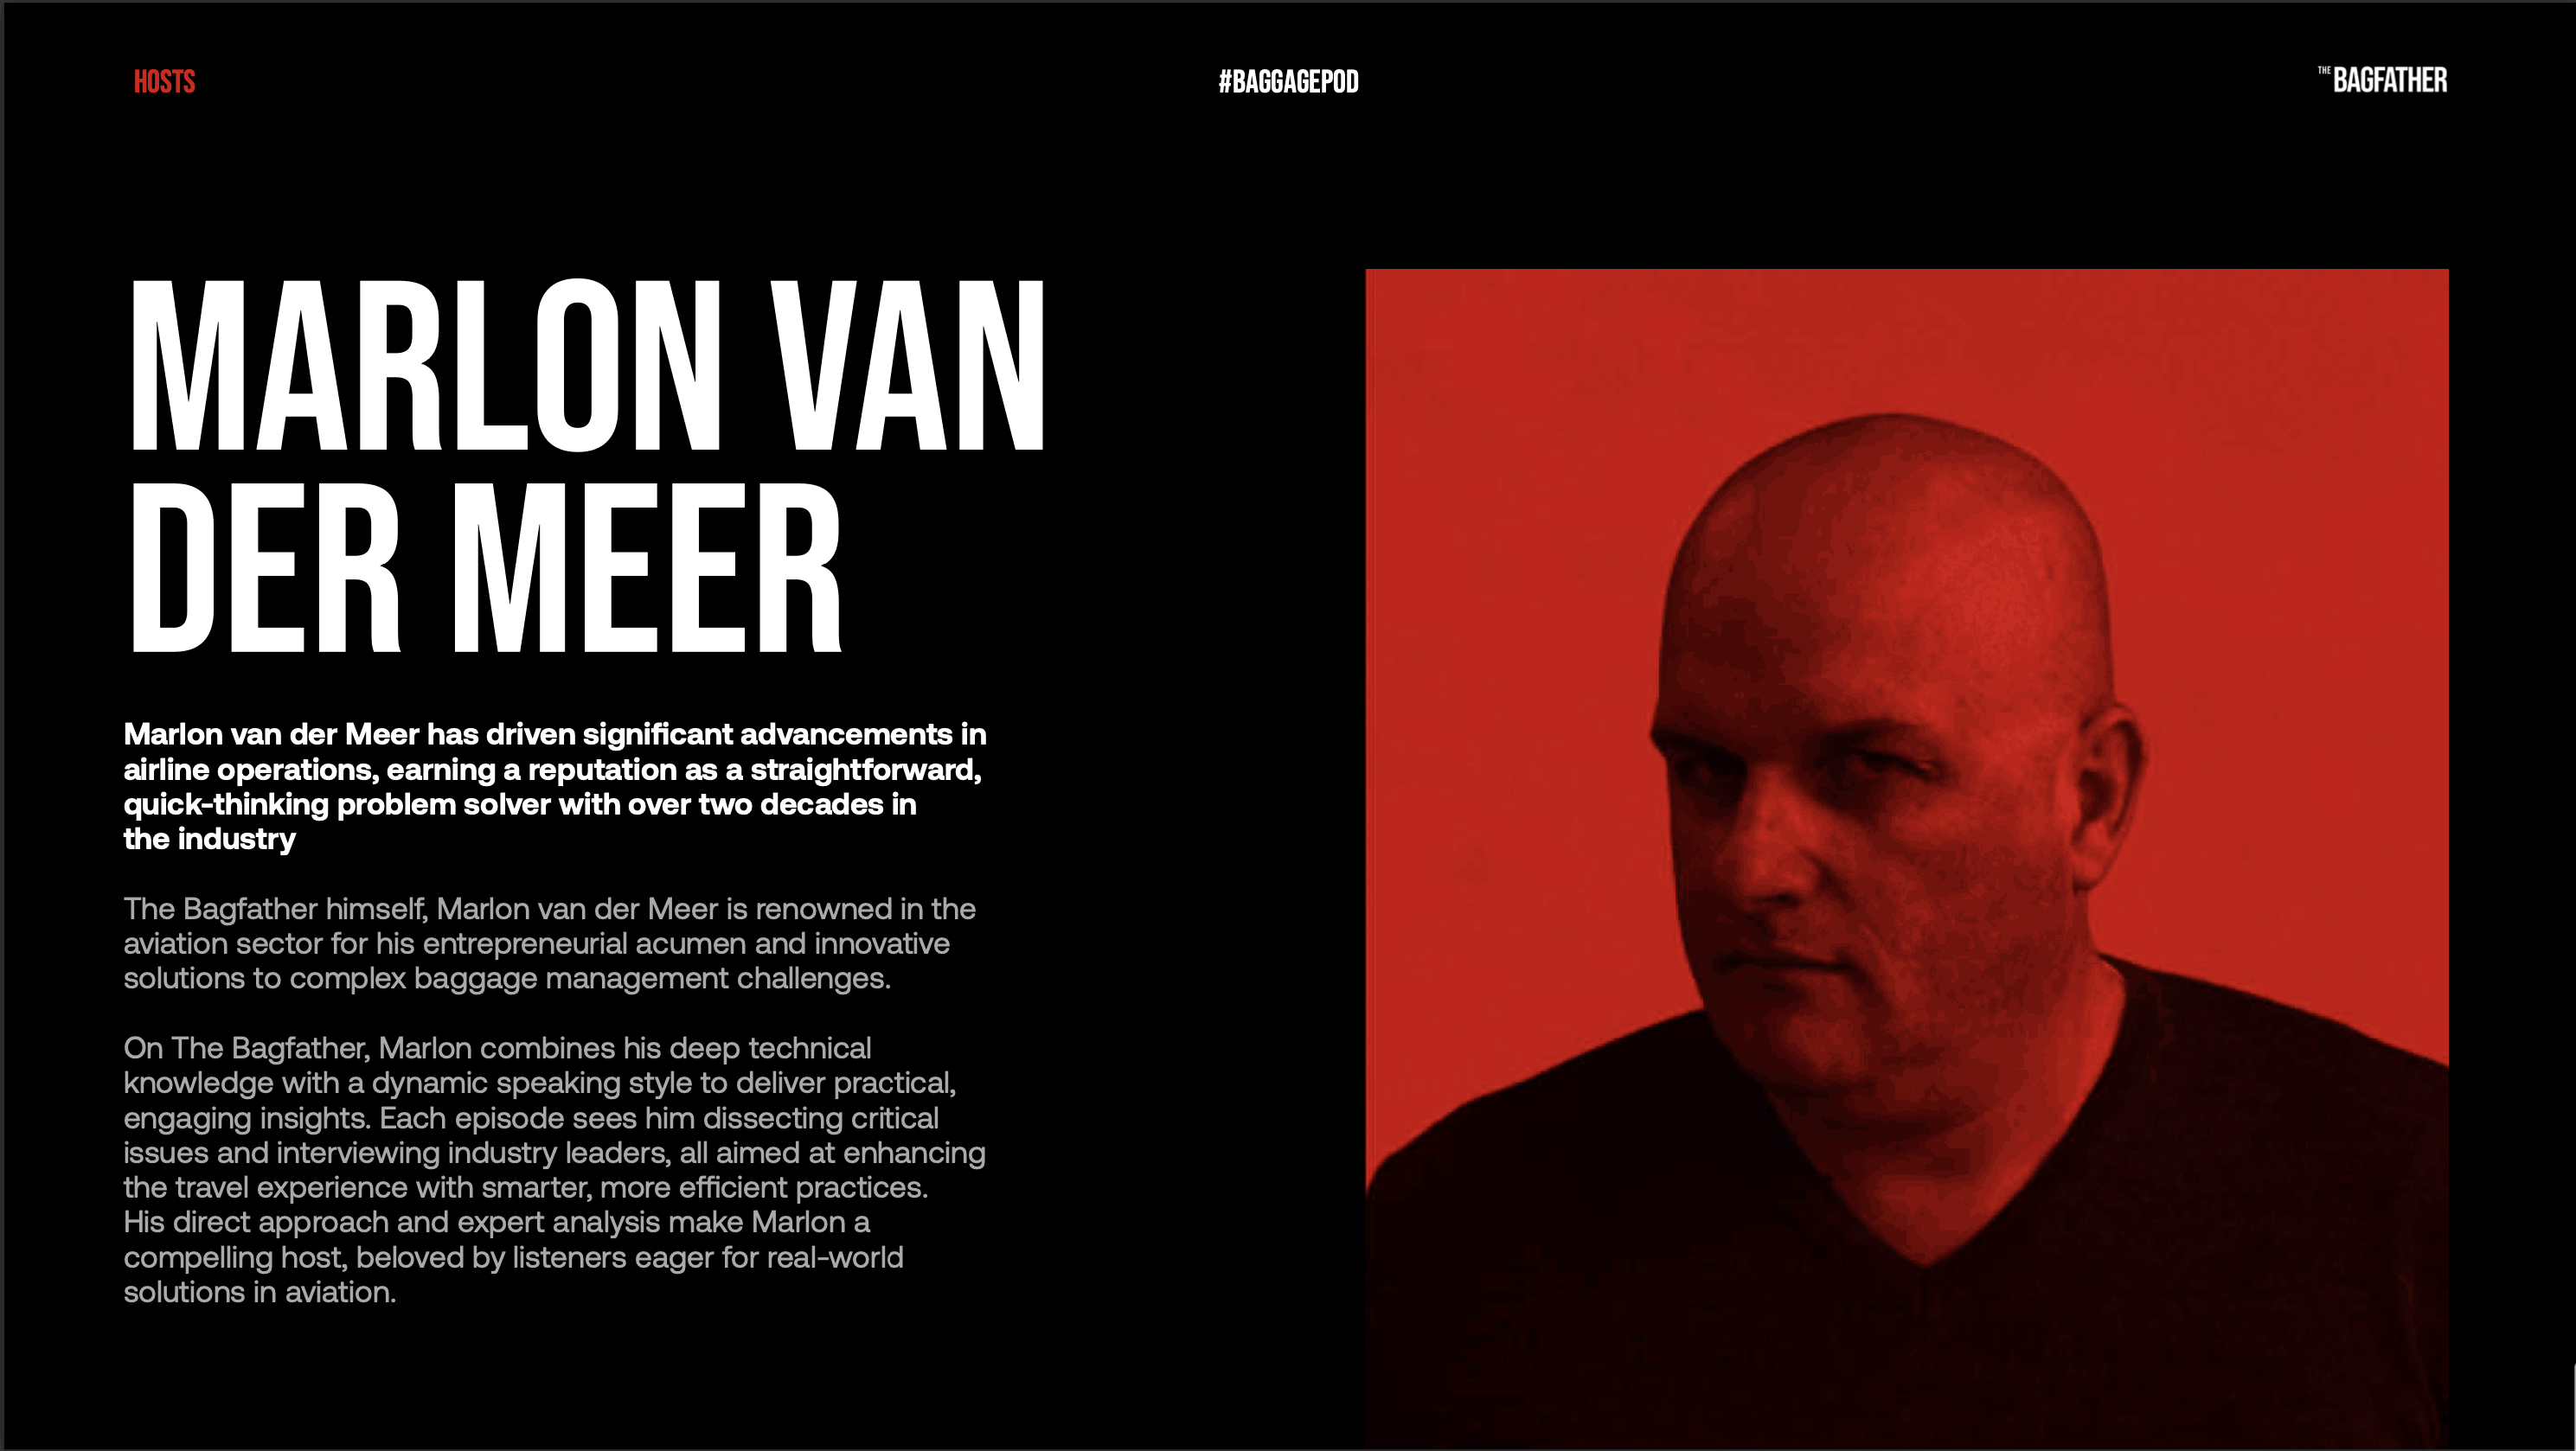 HOSTS
#BAGGAGEPOD
THE BAGFATHER
MARLON VAN
DER MEER
Marlon van der Meer has driven significant advancements in
airline operations, earning a reputation as a straightforward,
quick-thinking problem solver with over two decades in
the industry
The Bagfather himself, Marlon van der Meer is renowned in the
aviation sector for his entrepreneurial acumen and innovative
solutions to complex baggage management challenges.
On The Bagfather, Marlon combines his deep technical
knowledge with a dynamic speaking style to deliver practical,
engaging insights. Each episode sees him dissecting critical
issues and interviewing industry leaders, all aimed at enhancing
the travel experience with smarter, more efficient practices.
His direct approach and expert analysis make Marlon a
compelling host, beloved by listeners eager for real-world
solutions in aviation.